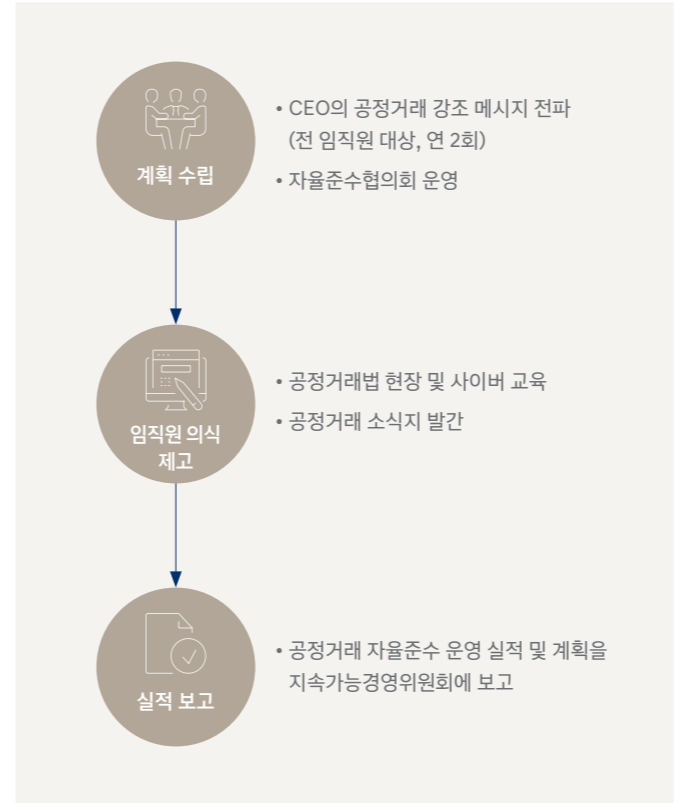 계획 수립
• CEO의 공정거래 강조 메시지 전파
(전 임직원 대상, 연 2회)
• 자율준수협의회 운영
임직원 의식
제고
• 공정거래법 현장 및 사이버 교육
• 공정거래 소식지 발간
실적 보고
• 공정거래 자율준수 운영 실적 및 계획을
지속가능경영위원회에 보고